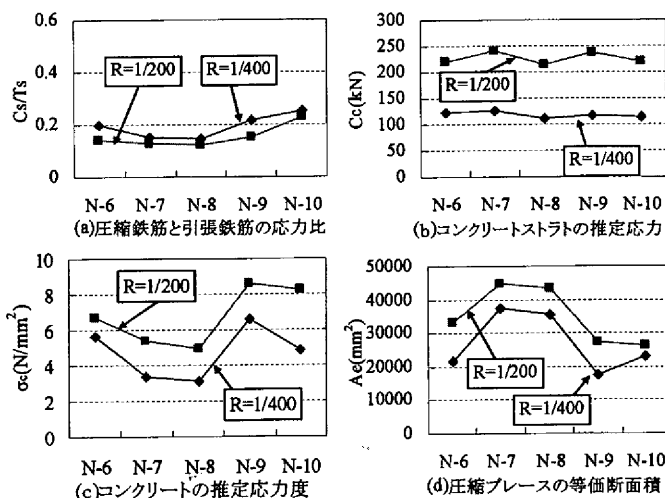 0.6
0.4
0.2
0
Cs/Ts
R=1/200
R=1/400
N-6 N-7 N-8 N-9 N-10
(a)圧縮鉄筋と引張鉄筋の応力比
300
250
200
150
100
50
0
Cc(kN)
R=1/200
R=1/400
N-6 N-7 N-8 N-9 N-10
(b)コンクリートストラトの推定応力
10
8
6
4
2
0
σc(N/mm²)
R=1/200
R=1/400
N-6 N-7 N-8 N-9 N-10
(c)コンクリートの推定応力度
50000
40000
30000
20000
10000
0
Ae(mm²)
R=1/200
R=1/400
N-6 N-7 N-8 N-9 N-10
(d)圧縮ブレースの等価断面積